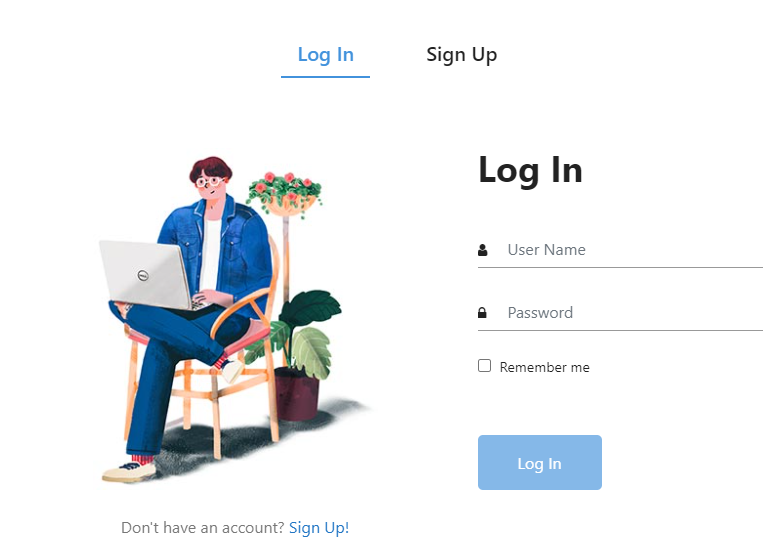 Log In Sign Up
Log In
User Name
Password
Remember me
Log In
Don't have an account? Sign Up!